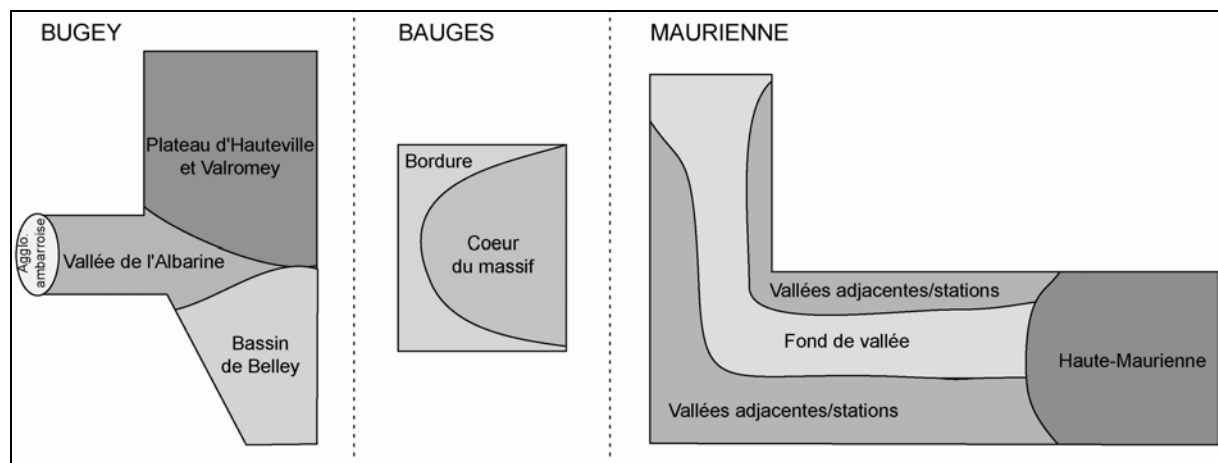 BUGEY
Plateau d'Hauteville
et Valromey
Agglo.
ambarroise
Vallée de l'Albarine
Bassin
de Belley
BAUGES
Bordure
Coeur
du massif
MAURIENNE
Vallées adjacentes/stations
Fond de vallée
Haute-Maurienne
Vallées adjacentes/stations